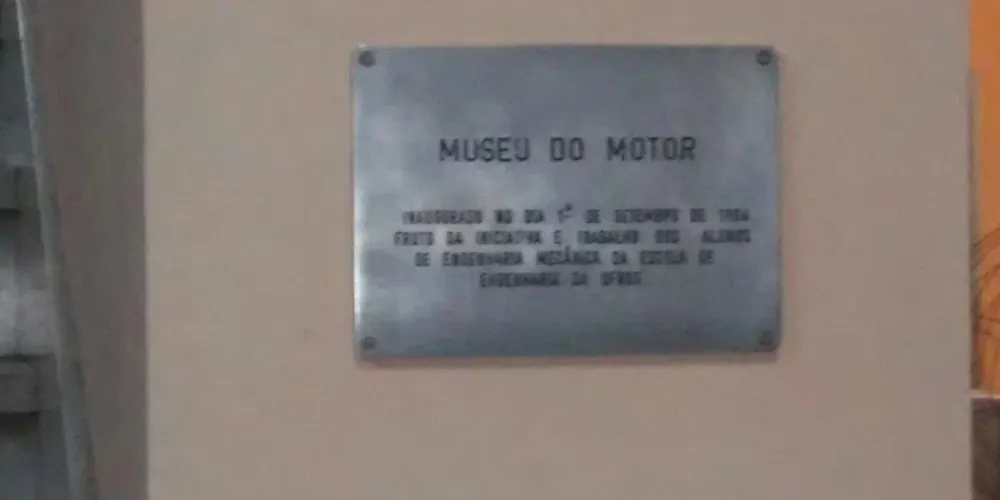 MUSEU DO MOTOR
INAUGURADO NO DIA 1º DE SETEMBRO DE
FRUTO DA INICIATIVA E TRABALHO DOS ALUNOS
DE ENGENHARIA MECÂNICA DA ESCOLA DE
ENGENHARIA DA UFRGS